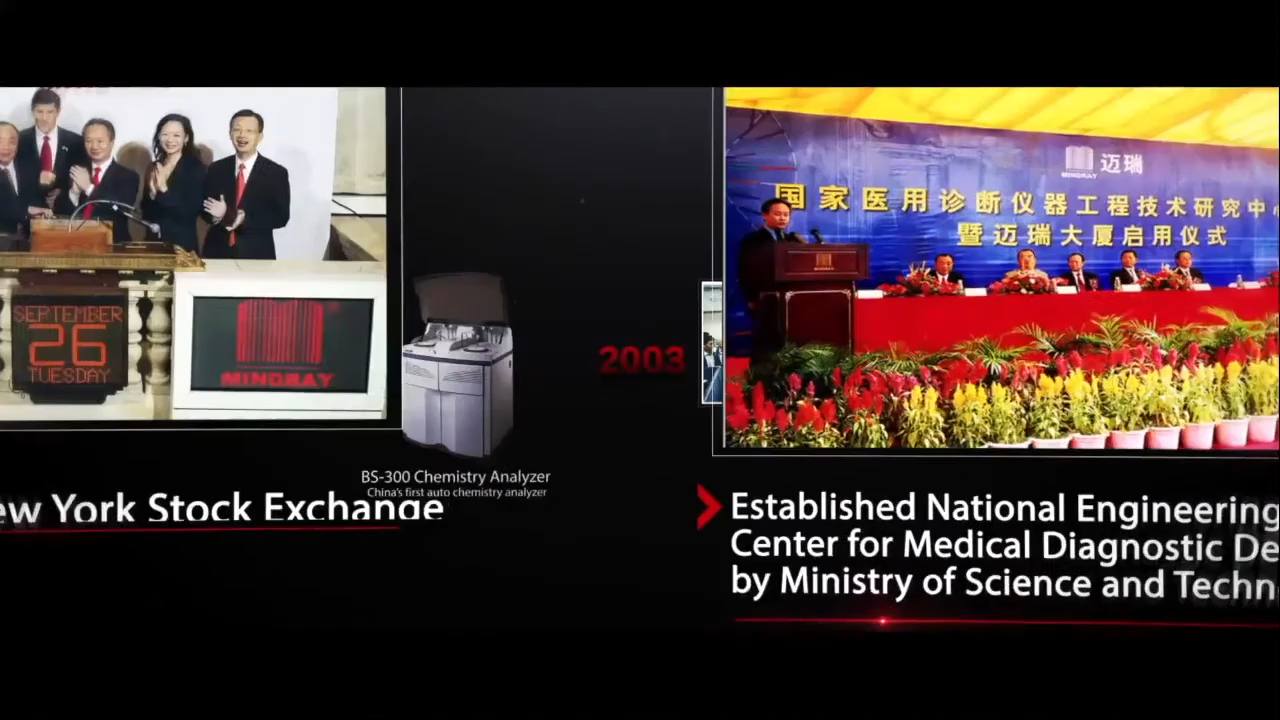 SEPTEMBER
26
TUESDAY
MINDRAY
ew York Stock Exchange
BS-300 Chemistry Analyzer
China's first auto chemistry analyzer
2003
MINDRAY 迈瑞
国家医用诊断仪器工程技术研究中心
暨迈瑞大厦启用仪式
MINDRAY
Established National Engineering
Center for Medical Diagnostic De
by Ministry of Science and Techn